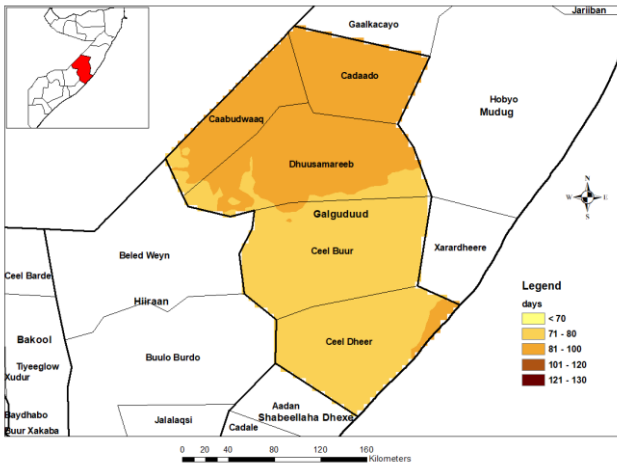 Gaalkacayo
Jariiban
Cadaado
Hobyo
Mudug
Caabudwaaq
Dhuusamareeb
N
W E
S
Galguduud
Beled Weyn
Ceel Buur
Xarardheere
Ceel Barde
Legend
days
< 70
71 - 80
81 - 100
101 - 120
121 - 130
Hiiraan
Bakool
Ceel Dheer
Buulo Burdo
Tiyeeglow
Xudur
Aadan
Baydhabo
Jalalaqsi
Shabeellaha Dhexe
Cadale
Buur Xakaba
0 10 20 40 80 120 160
Kilometers